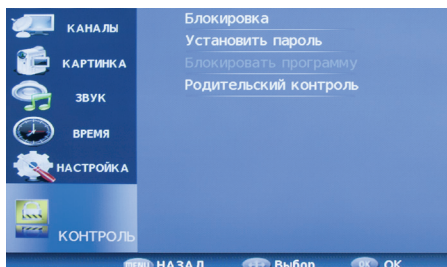 КАНАЛЫ
КАРТИНКА
ЗВУК
ВРЕМЯ
НАСТРОЙКА
КОНТРОЛЬ
Блокировка
Установить пароль
Блокировать программу
Родительский контроль
MENU НАЗАД Выбор OK OK